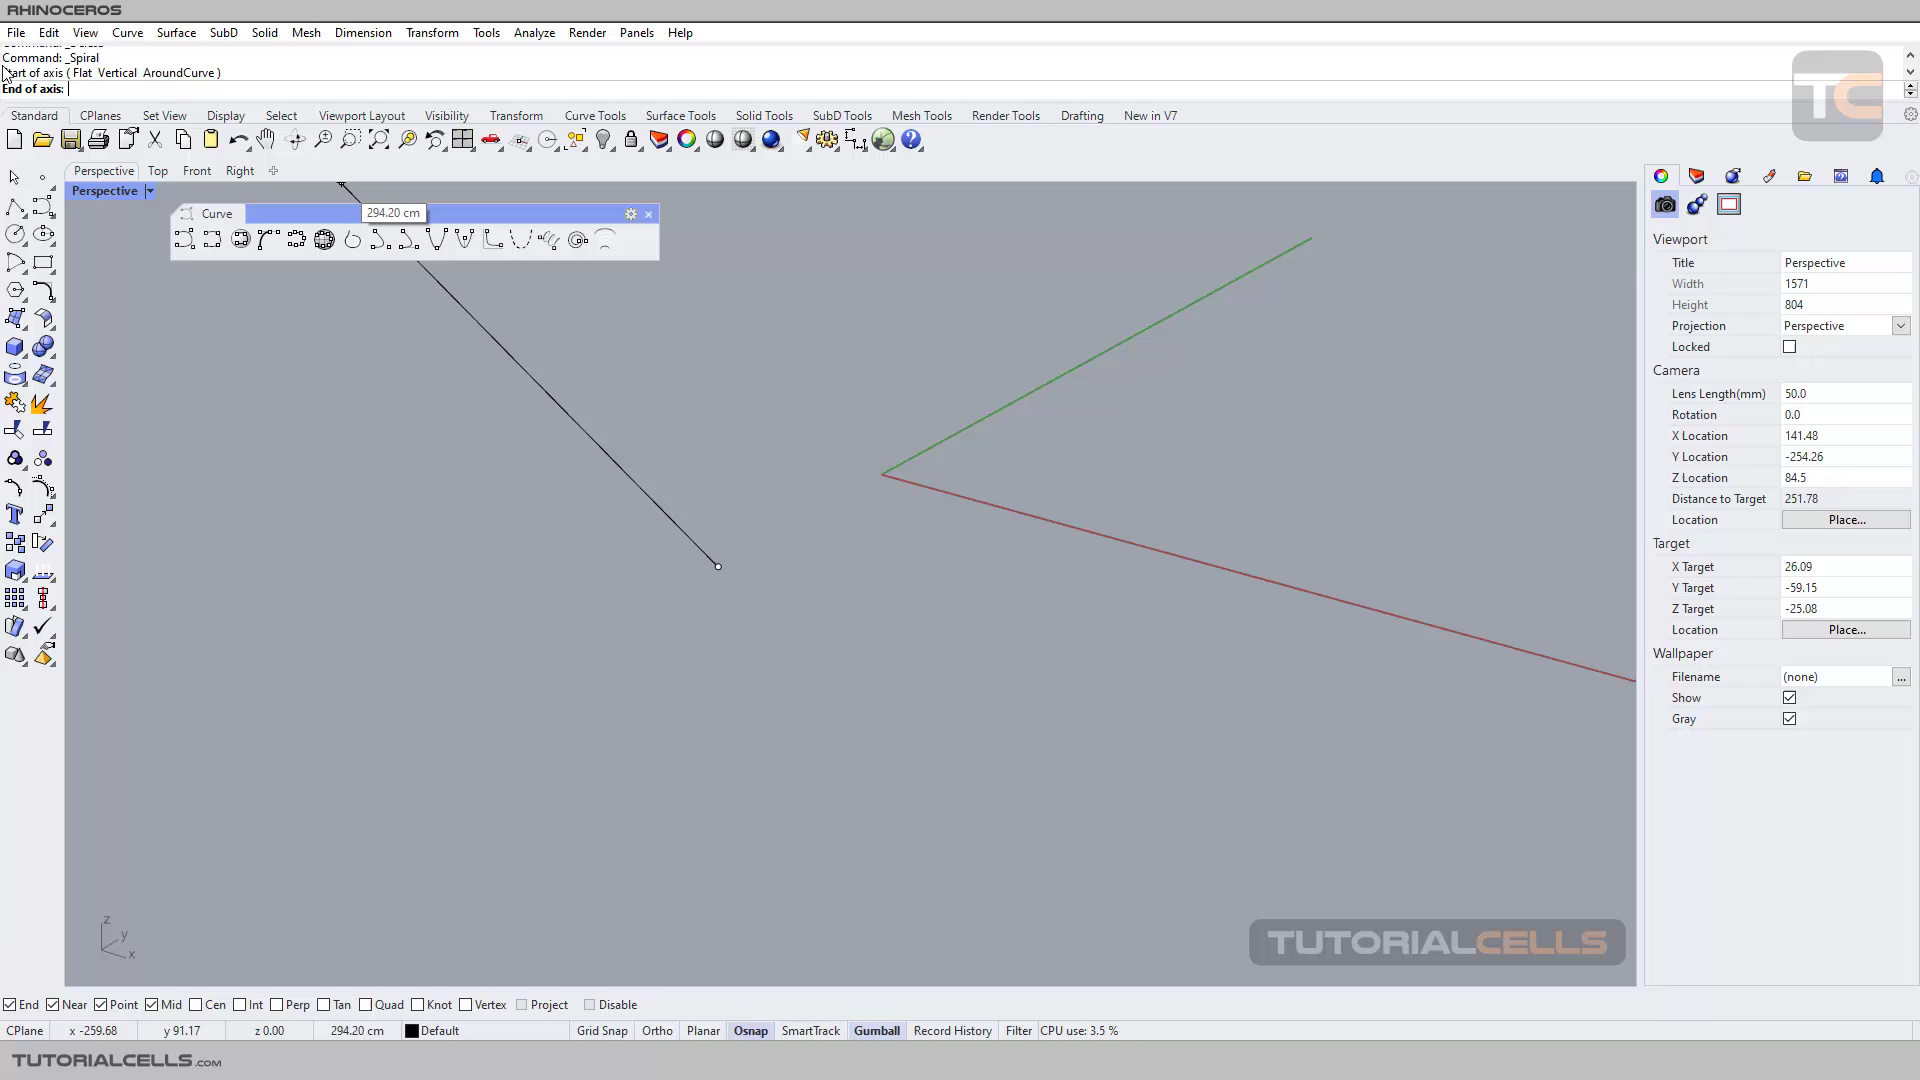 RHINOCEROS
File Edit View Curve Surface SubD Solid Mesh Dimension Transform Tools Analyze Render Panels Help
Command: _Spiral
tart of axis ( Flat Vertical AroundCurve )
End of axis:
TC
Standard CPlanes Set View Display Select Viewport Layout Visibility Transform Curve Tools Surface Tools Solid Tools SubD Tools Mesh Tools Render Tools Drafting New in V7
Perspective Top Front Right
Perspective
Curve
294.20 cm
Viewport
Title Perspective
Width 1571
Height 804
Projection Perspective
Locked
Camera
Lens Length(mm) 50.0
Rotation 0.0
X Location 141.48
Y Location -254.26
Z Location 84.5
Distance to Target 251.78
Location Place...
Target
X Target 26.09
Y Target -59.15
Z Target -25.08
Location Place...
Wallpaper
Filename (none) ...
Show
Gray
z
y
x
TUTORIALCELLS
End Near Point Mid Cen Int Perp Tan Quad Knot Vertex Project Disable
CPlane x -259.68 y 91.17 z 0.00 294.20 cm Default Grid Snap Ortho Planar Osnap SmartTrack Gumball Record History Filter CPU use: 3.5 %
TUTORIALCELLS.COM